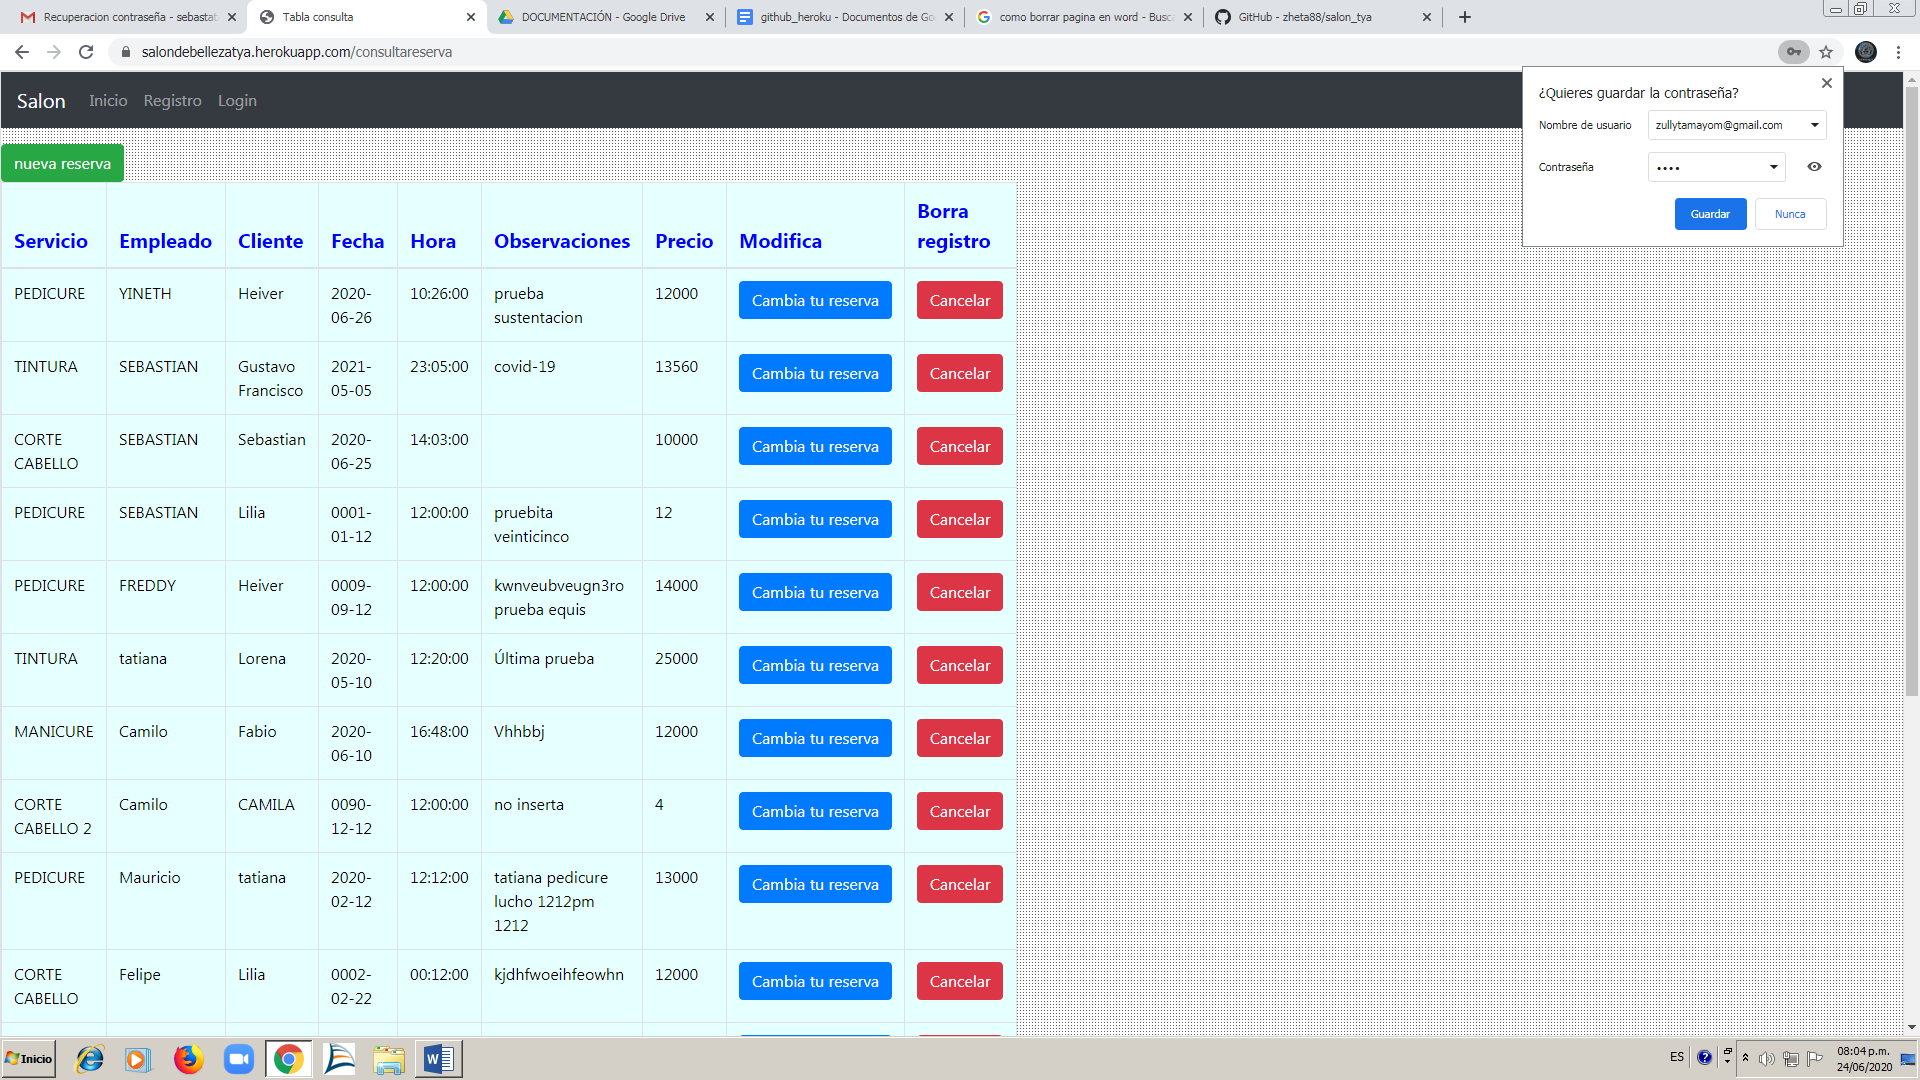 Recuperacion contraseña - sebastat
Tabla consulta
DOCUMENTACIÓN - Google Drive
github_heroku - Documentos de Go
como borrar pagina en word - Busc
GitHub - zheta88/salon_tya
salondebellezatya.herokuapp.com/consultareserva
Salon Inicio Registro Login
¿Quieres guardar la contraseña?
Nombre de usuario zullytamayom@gmail.com
Contraseña ••••
Guardar Nunca
nueva reserva
Servicio Empleado Cliente Fecha Hora Observaciones Precio Modifica Borra
registro
PEDICURE YINETH Heiver 2020- 10:26:00 prueba 12000 Cambia tu reserva Cancelar
06-26 sustentacion
TINTURA SEBASTIAN Gustavo 2021- 23:05:00 covid-19 13560 Cambia tu reserva Cancelar
Francisco 05-05
CORTE SEBASTIAN Sebastian 2020- 14:03:00 10000 Cambia tu reserva Cancelar
CABELLO 06-25
PEDICURE SEBASTIAN Lilia 0001- 12:00:00 pruebita 12 Cambia tu reserva Cancelar
01-12 veinticinco
PEDICURE FREDDY Heiver 0009- 12:00:00 kwnveubveugn3ro 14000 Cambia tu reserva Cancelar
09-12 prueba equis
TINTURA tatiana Lorena 2020- 12:20:00 Última prueba 25000 Cambia tu reserva Cancelar
05-10
MANICURE Camilo Fabio 2020- 16:48:00 Vhhbbj 12000 Cambia tu reserva Cancelar
06-10
CORTE Camilo CAMILA 0090- 12:00:00 no inserta 4 Cambia tu reserva Cancelar
CABELLO 2 12-12
PEDICURE Mauricio tatiana 2020- 12:12:00 tatiana pedicure 13000 Cambia tu reserva Cancelar
02-12 lucho 1212pm
1212
CORTE Felipe Lilia 0002- 00:12:00 kjdhfwoeihfeowhn 12000 Cambia tu reserva Cancelar
CABELLO 02-22
Inicio
ES
08:04 p.m.
24/06/2020